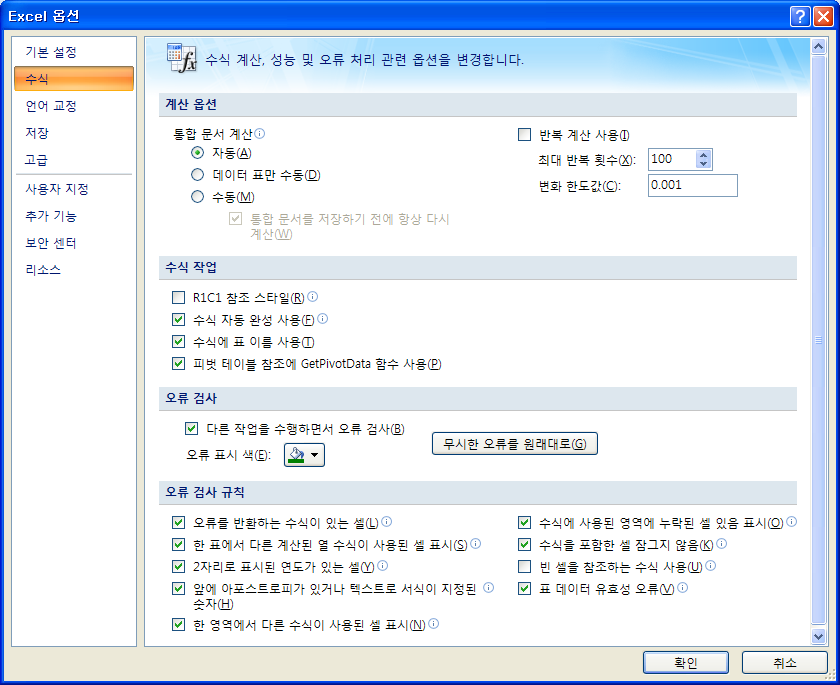 Excel 옵션
기본 설정
수식
언어 교정
저장
고급
사용자 지정
추가 기능
보안 센터
리소스
수식 계산, 성능 및 오류 처리 관련 옵션을 변경합니다.
계산 옵션
통합 문서 계산
자동(A)
데이터 표만 수동(D)
수동(M)
통합 문서를 저장하기 전에 항상 다시
계산(W)
반복 계산 사용(I)
최대 반복 횟수(X): 100
변화 한도값(C): 0.001
수식 작업
R1C1 참조 스타일(R)
수식 자동 완성 사용(F)
수식에 표 이름 사용(T)
피벗 테이블 참조에 GetPivotData 함수 사용(P)
오류 검사
다른 작업을 수행하면서 오류 검사(B)
오류 표시 색(E):
무시한 오류를 원래대로(G)
오류 검사 규칙
오류를 반환하는 수식이 있는 셀(L)
한 표에서 다른 계산된 열 수식이 사용된 셀 표시(S)
2자리로 표시된 연도가 있는 셀(Y)
앞에 아포스트로피가 있거나 텍스트로 서식이 지정된
숫자(H)
한 영역에서 다른 수식이 사용된 셀 표시(N)
수식에 사용된 영역에 누락된 셀 있음 표시(O)
수식을 포함한 셀 잠그지 않음(K)
빈 셀을 참조하는 수식 사용(U)
표 데이터 유효성 오류(V)
확인
취소